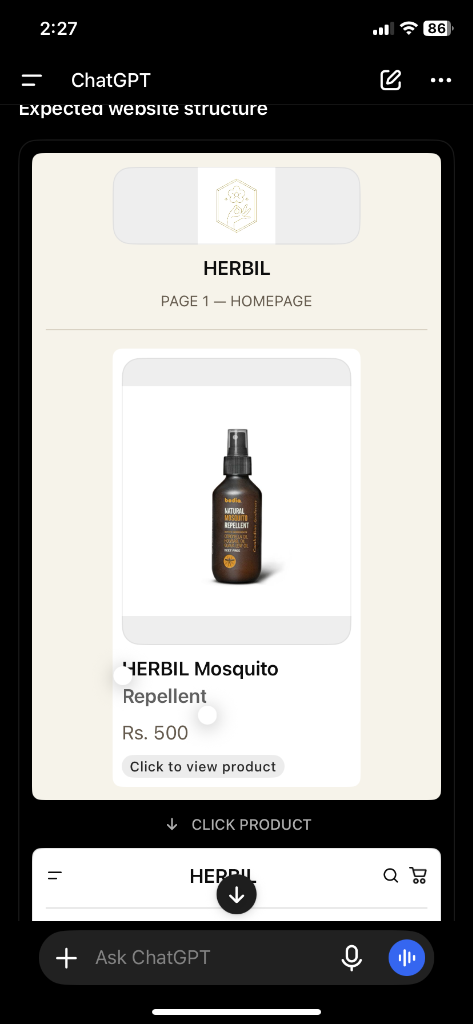 2:27
86
ChatGPT
Expected website structure
HERBIL
PAGE 1 — HOMEPAGE
bodia
NATURAL
MOSQUITO
REPELLENT
HERBIL Mosquito
Repellent
Rs. 500
Click to view product
↓ CLICK PRODUCT
HERBIL
Ask ChatGPT